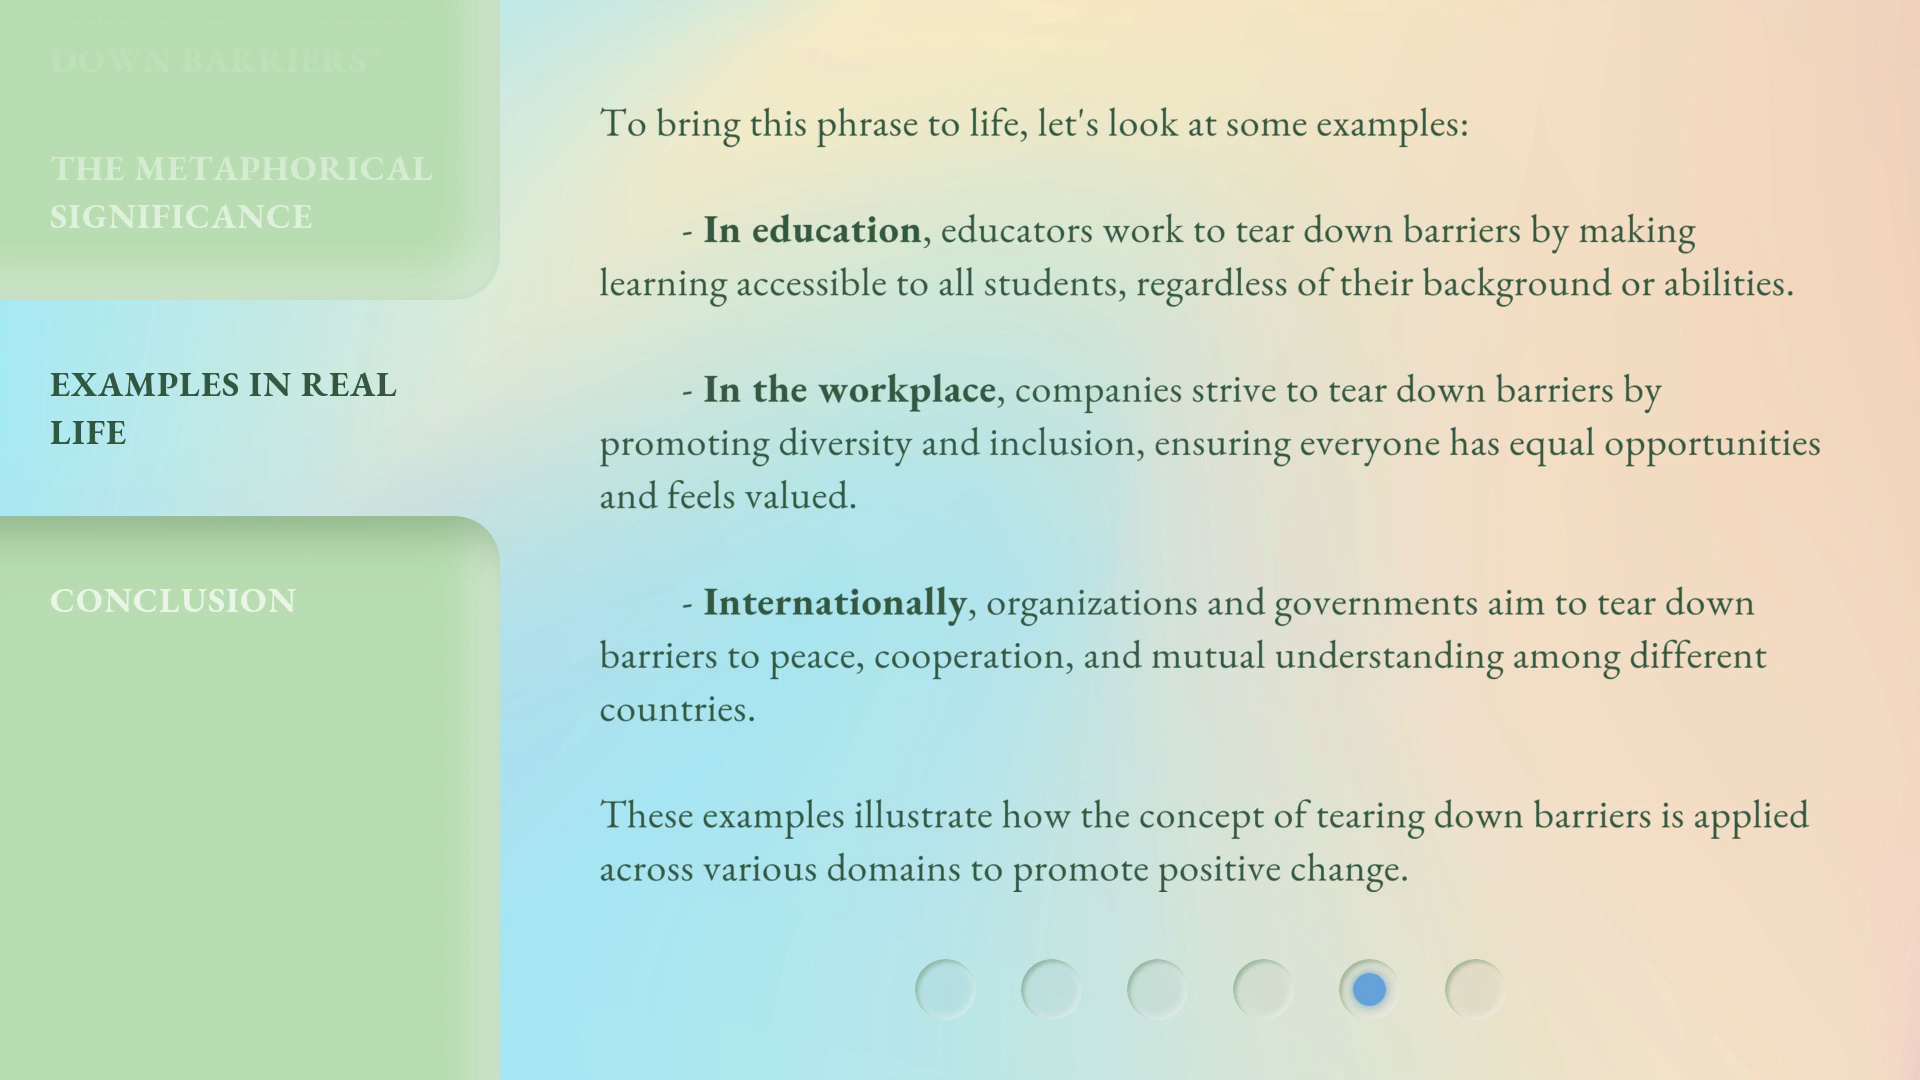 DOWN BARRIERS"
THE METAPHORICAL
SIGNIFICANCE
EXAMPLES IN REAL
LIFE
CONCLUSION
To bring this phrase to life, let's look at some examples:
- In education, educators work to tear down barriers by making
learning accessible to all students, regardless of their background or abilities.
- In the workplace, companies strive to tear down barriers by
promoting diversity and inclusion, ensuring everyone has equal opportunities
and feels valued.
- Internationally, organizations and governments aim to tear down
barriers to peace, cooperation, and mutual understanding among different
countries.
These examples illustrate how the concept of tearing down barriers is applied
across various domains to promote positive change.